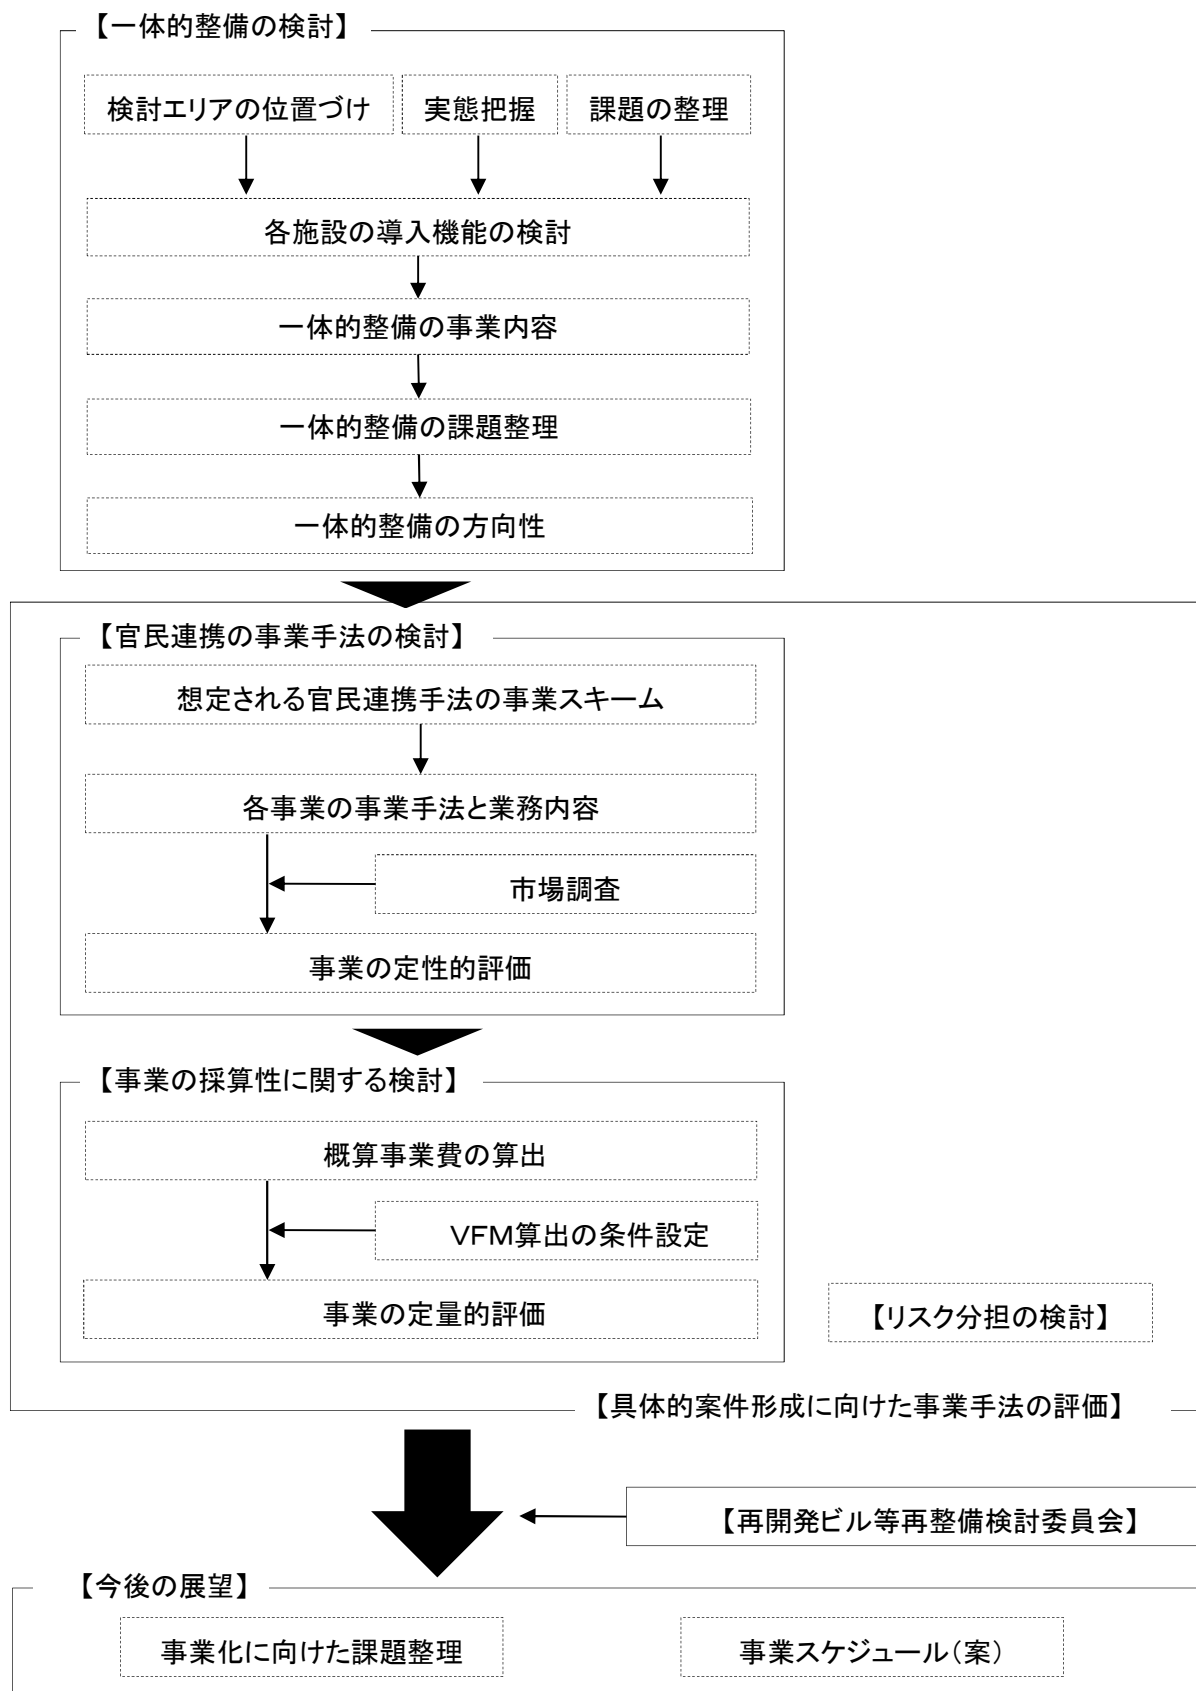 【一体的整備の検討】
検討エリアの位置づけ
実態把握
課題の整理
各施設の導入機能の検討
一体的整備の事業内容
一体的整備の課題整理
一体的整備の方向性
【官民連携の事業手法の検討】
想定される官民連携手法の事業スキーム
各事業の事業手法と業務内容
市場調査
事業の定性的評価
【事業の採算性に関する検討】
概算事業費の算出
VFM算出の条件設定
事業の定量的評価
【リスク分担の検討】
【具体的案件形成に向けた事業手法の評価】
【再開発ビル等再整備検討委員会】
【今後の展望】
事業化に向けた課題整理
事業スケジュール（案）